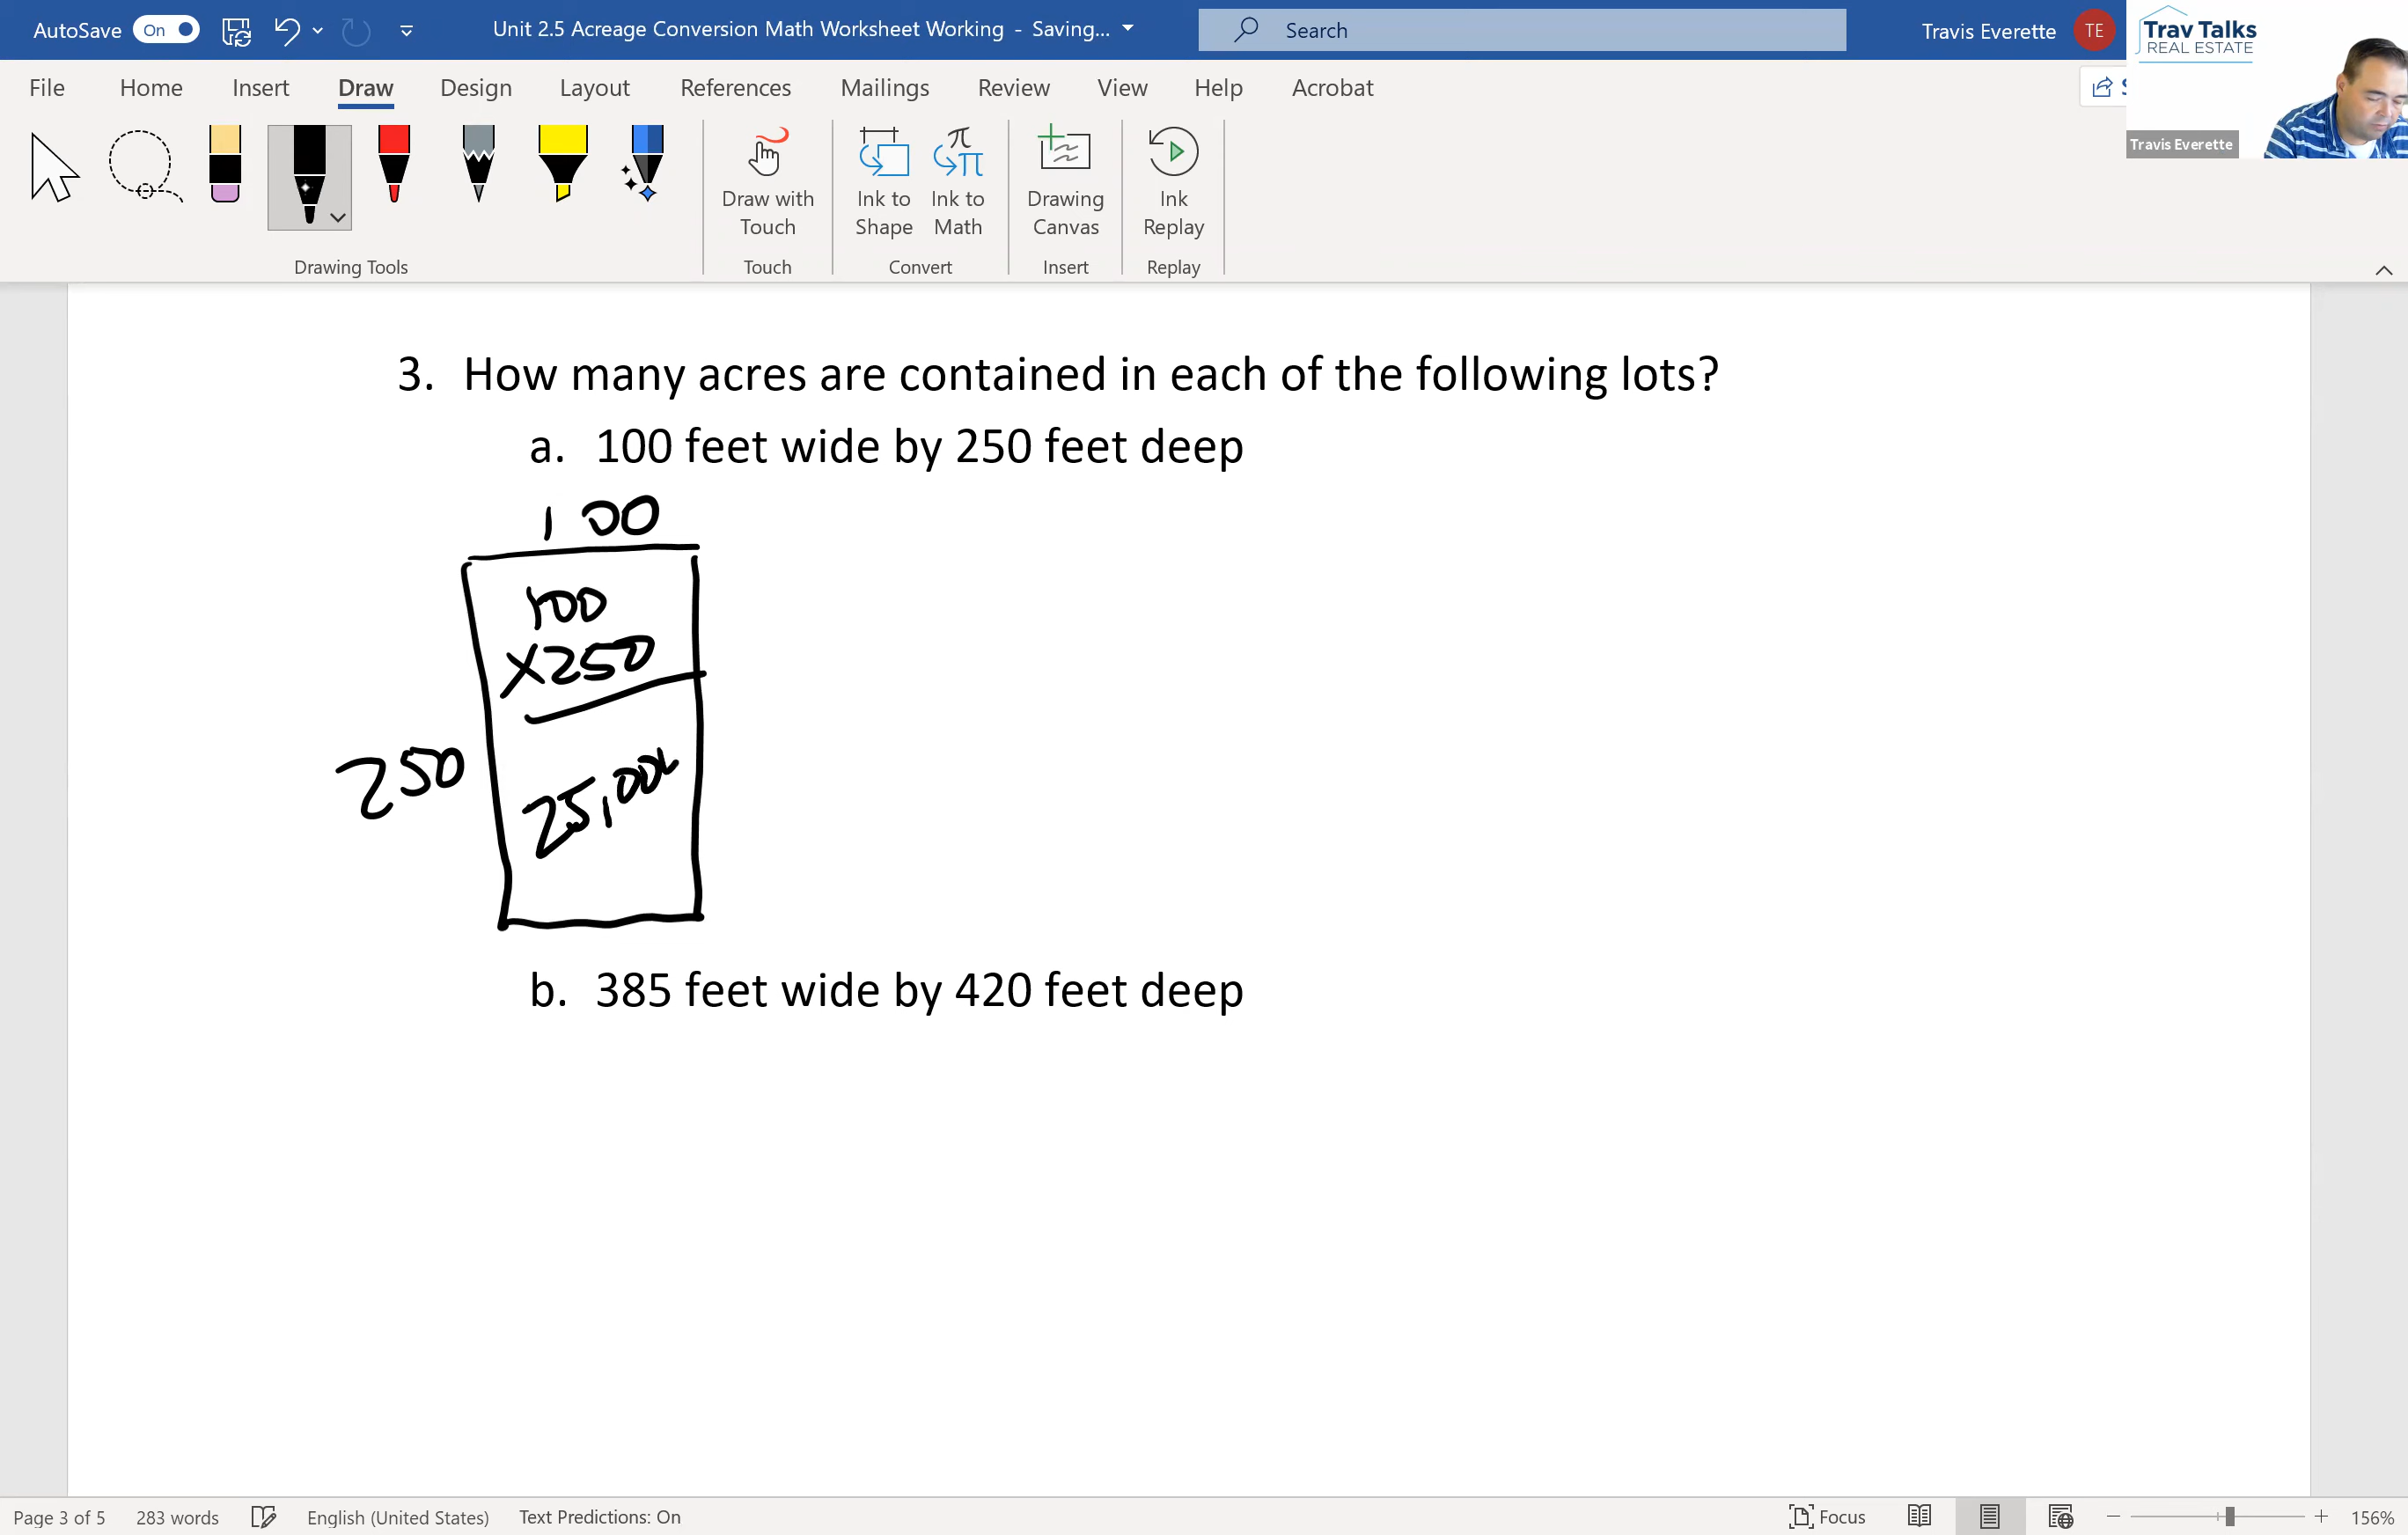 AutoSave On
Unit 2.5 Acreage Conversion Math Worksheet Working - Saving...
Search
Travis Everette TE
Trav Talks
REAL ESTATE
Travis Everette
File Home Insert Draw Design Layout References Mailings Review View Help Acrobat
Draw with Touch
Ink to Shape
Ink to Math
Drawing Canvas
Ink Replay
Drawing Tools Touch Convert Insert Replay
3. How many acres are contained in each of the following lots?
a. 100 feet wide by 250 feet deep
100
100
X250
250
25,000
b. 385 feet wide by 420 feet deep
Page 3 of 5 283 words English (United States) Text Predictions: On Focus 156%